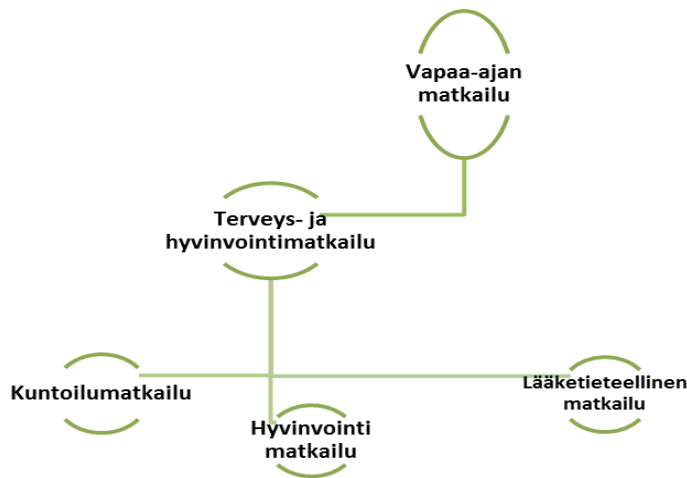 Vapaa-ajan
matkailu
Terveys- ja
hyvinvointimatkailu
Kuntoilumatkailu
Hyvinvointi
matkailu
Lääketieteellinen
matkailu